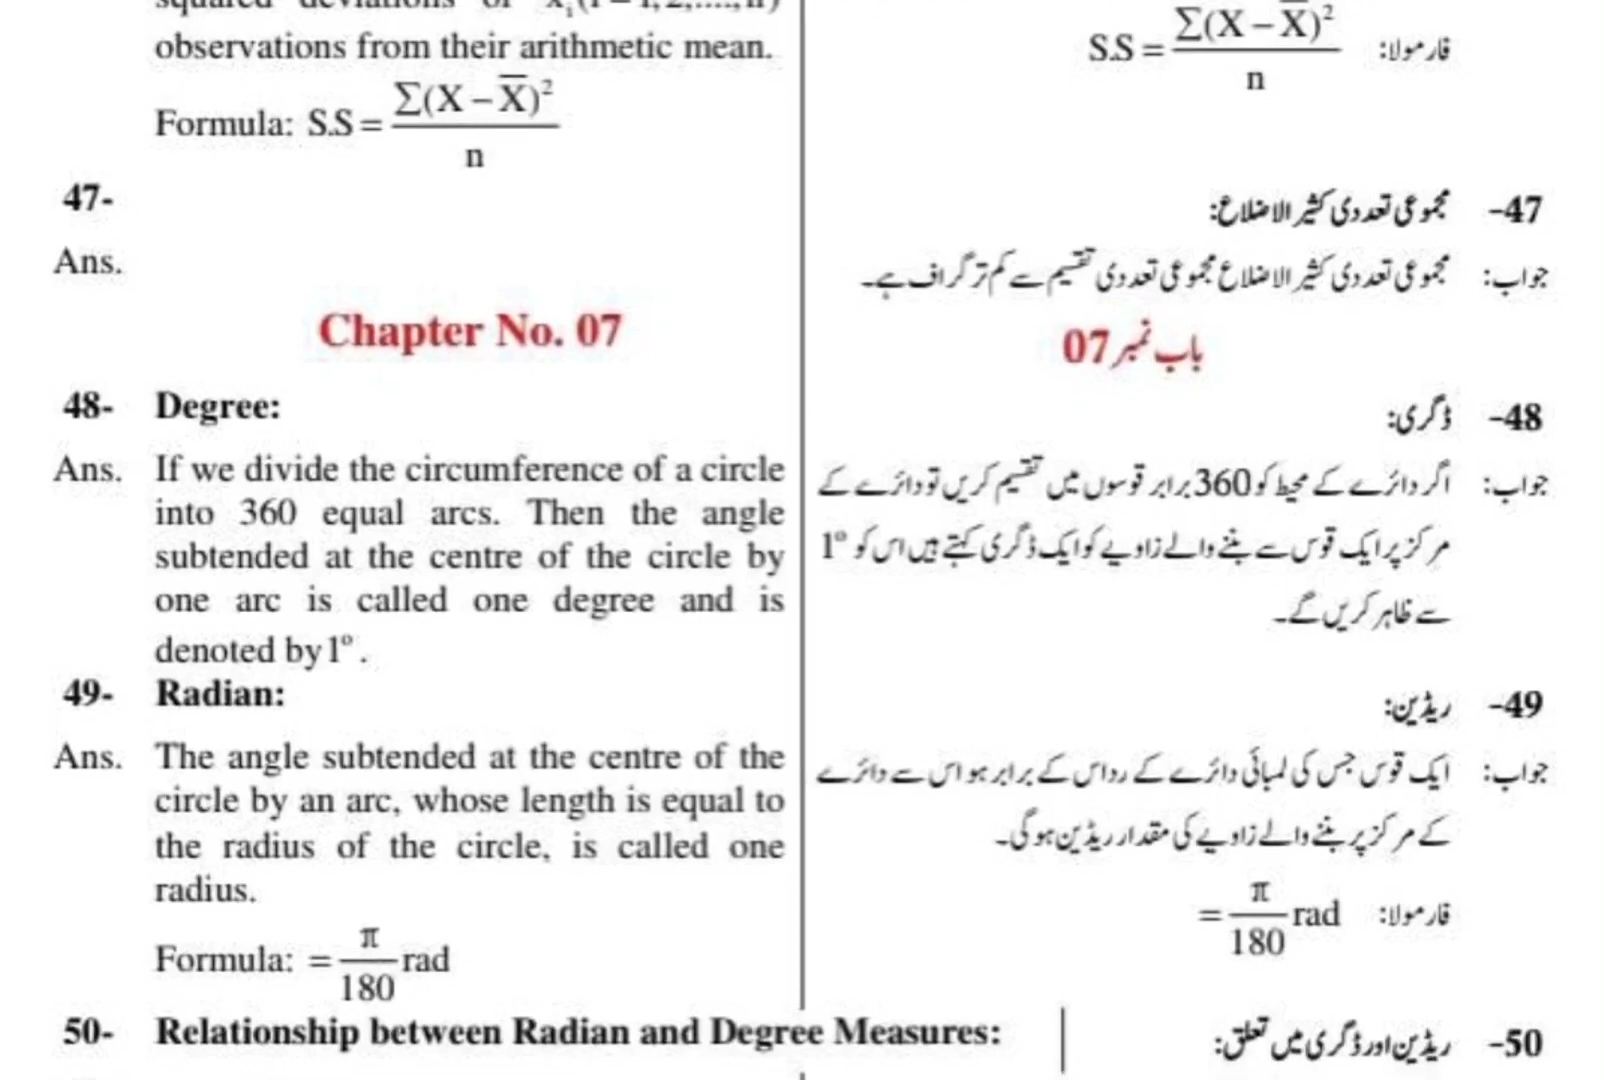 squared deviations of xᵢ(i = 1,2,....,n)
observations from their arithmetic mean.
Formula: S.S = Σ(X – X̅)² / n
47-
Ans.
Chapter No. 07
48- Degree:
Ans. If we divide the circumference of a circle
into 360 equal arcs. Then the angle
subtended at the centre of the circle by
one arc is called one degree and is
denoted by 1°.
49- Radian:
Ans. The angle subtended at the centre of the
circle by an arc, whose length is equal to
the radius of the circle, is called one
radius.
Formula: = π/180 rad
50- Relationship between Radian and Degree Measures:
فارمولا: S.S = Σ(X – X̅)² / n
47- مجموعی تعددی کثیر الاضلاع:
جواب: مجموعی تعددی کثیر الاضلاع مجموعی تعددی تقسیم سے کم تر گراف ہے۔
باب نمبر 07
48- ڈگری:
جواب: اگر دائرے کے محیط کو 360 برابر قوسوں میں تقسیم کریں تو دائرے کے
مرکز پر ایک قوس سے بننے والے زاویے کو ایک ڈگری کہتے ہیں اس کو 1°
سے ظاہر کریں گے۔
49- ریڈین:
جواب: ایک قوس جس کی لمبائی دائرے کے رداس کے برابر ہو اس سے دائرے
کے مرکز پر بننے والے زاویے کی مقدار ریڈین ہو گی۔
فارمولا: = π/180 rad
50- ریڈین اور ڈگری میں تعلق: